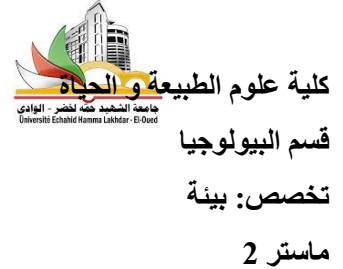 كلية علوم الطبيعة و الحياة
جامعة الشهيد حمه لخضر - الوادي
Université Echahid Hamma Lakhdar - El-Oued
قسم البيولوجيا
تخصص: بيئة
ماستر 2